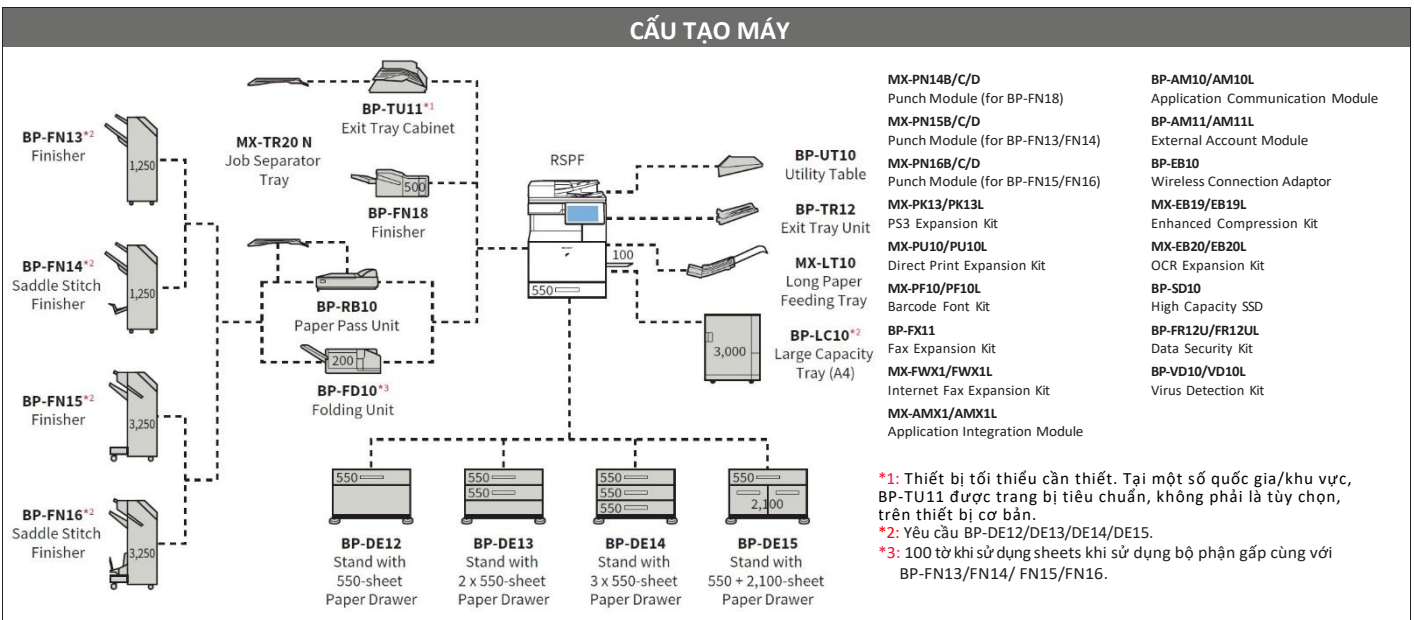 CẤU TẠO MÁY
BP-TU11*1
Exit Tray Cabinet
MX-TR20 N
Job Separator
Tray
BP-FN13*2
Finisher
1,250
500
BP-FN18
Finisher
BP-FN14*2
Saddle Stitch
Finisher
1,250
BP-RB10
Paper Pass Unit
200
BP-FD10*3
Folding Unit
BP-FN15*2
Finisher
3,250
BP-FN16*2
Saddle Stitch
Finisher
3,250
RSPF
100
550
BP-UT10
Utility Table
BP-TR12
Exit Tray Unit
MX-LT10
Long Paper
Feeding Tray
BP-LC10*2
Large Capacity
Tray (A4)
3,000
550
BP-DE12
Stand with
550-sheet
Paper Drawer
550
550
550
BP-DE13
Stand with
2 x 550-sheet
Paper Drawer
550
550
550
BP-DE14
Stand with
3 x 550-sheet
Paper Drawer
550
2,100
BP-DE15
Stand with
550 + 2,100-sheet
Paper Drawer
MX-PN14B/C/D
Punch Module (for BP-FN18)
MX-PN15B/C/D
Punch Module (for BP-FN13/FN14)
MX-PN16B/C/D
Punch Module (for BP-FN15/FN16)
MX-PK13/PK13L
PS3 Expansion Kit
MX-PU10/PU10L
Direct Print Expansion Kit
MX-PF10/PF10L
Barcode Font Kit
BP-FX11
Fax Expansion Kit
MX-FWX1/FWX1L
Internet Fax Expansion Kit
MX-AMX1/AMX1L
Application Integration Module
BP-AM10/AM10L
Application Communication Module
BP-AM11/AM11L
External Account Module
BP-EB10
Wireless Connection Adaptor
MX-EB19/EB19L
Enhanced Compression Kit
MX-EB20/EB20L
OCR Expansion Kit
BP-SD10
High Capacity SSD
BP-FR12U/FR12UL
Data Security Kit
BP-VD10/VD10L
Virus Detection Kit
*1: Thiết bị tối thiểu cần thiết. Tại một số quốc gia/khu vực,
BP-TU11 được trang bị tiêu chuẩn, không phải là tùy chọn,
trên thiết bị cơ bản.
*2: Yêu cầu BP-DE12/DE13/DE14/DE15.
*3: 100 tờ khi sử dụng sheets khi sử dụng bộ phận gấp cùng với
BP-FN13/FN14/ FN15/FN16.